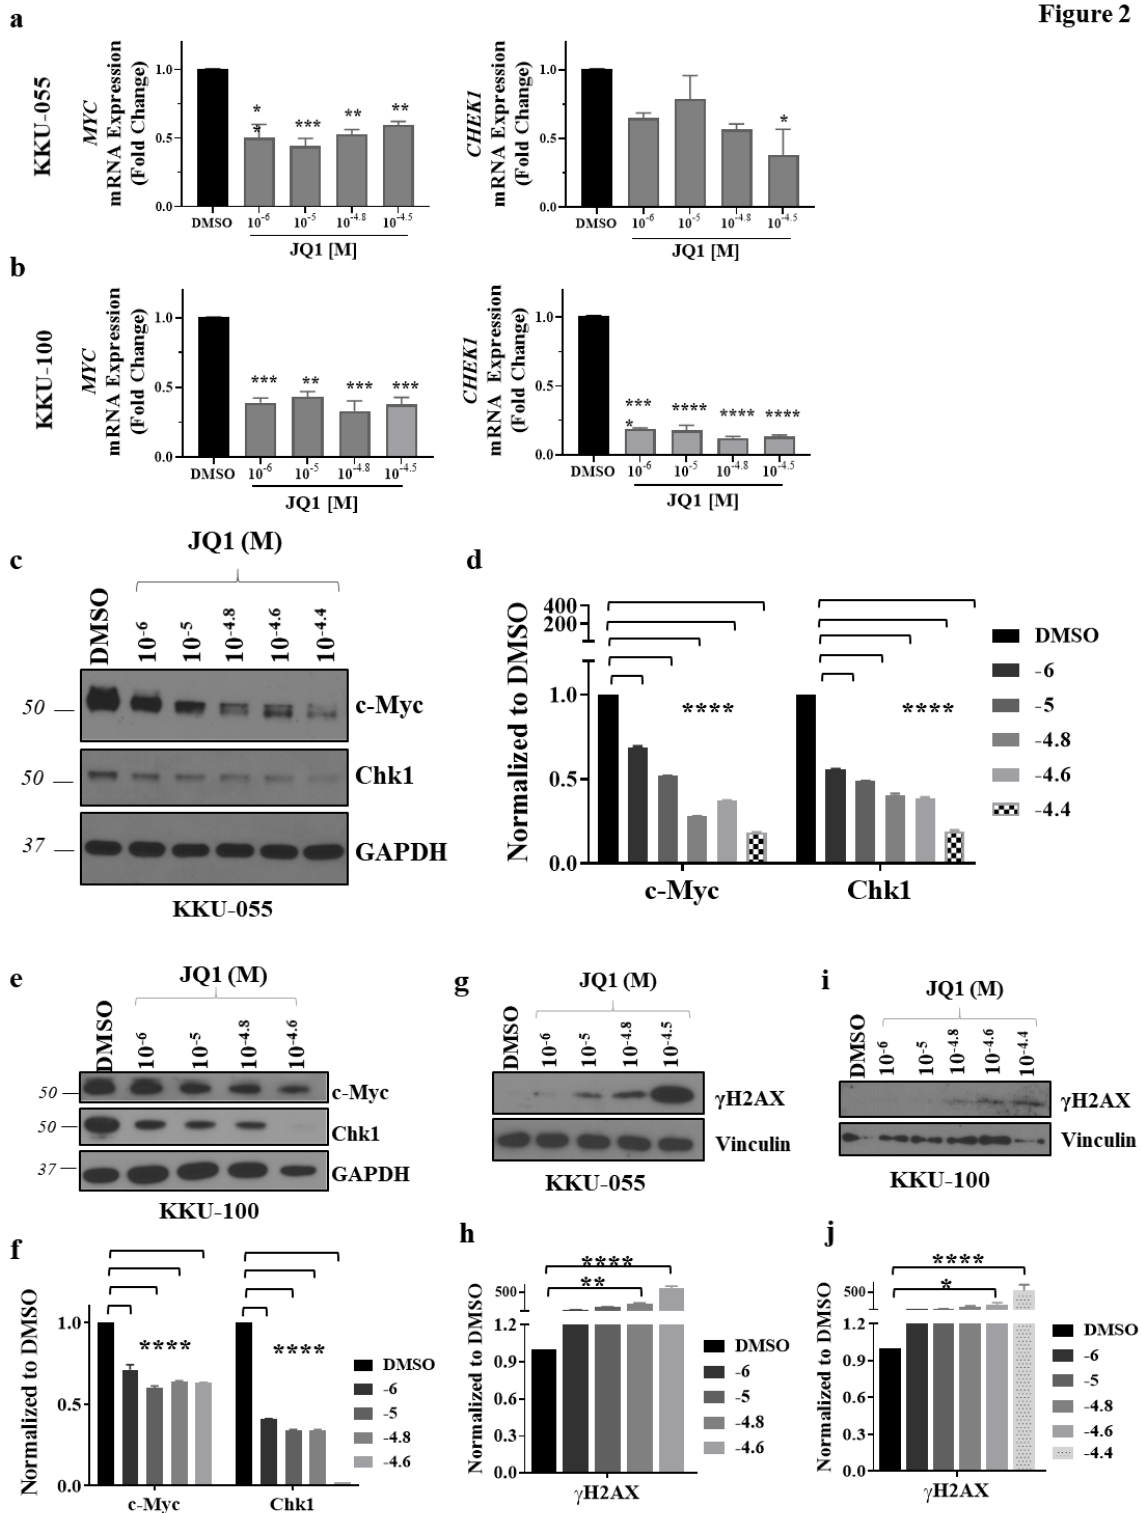 Figure 2
a
KKU-055
MYC
mRNA Expression
(Fold Change)
1.0
0.5
0.0
*
*
***
**
**
DMSO 10-6 10-5 10-4.8 10-4.5
JQ1 [M]
CHEK1
mRNA Expression
(Fold Change)
1.0
0.5
0.0
*
DMSO 10-6 10-5 10-4.8 10-4.5
JQ1 [M]
b
KKU-100
MYC
mRNA Expression
(Fold Change)
1.0
0.5
0.0
***
**
***
***
DMSO 10-6 10-5 10-4.8 10-4.5
JQ1 [M]
CHEK1
mRNA Expression
(Fold Change)
1.0
0.5
0.0
***
*
****
****
****
DMSO 10-6 10-5 10-4.8 10-4.5
JQ1 [M]
c
JQ1 (M)
DMSO 10-6 10-5 10-4.8 10-4.6 10-4.4
50 c-Myc
50 Chk1
37 GAPDH
KKU-055
d
Normalized to DMSO
400
200
1.0
0.5
0.0
****
****
c-Myc Chk1
DMSO
-6
-5
-4.8
-4.6
-4.4
e
JQ1 (M)
DMSO 10-6 10-5 10-4.8 10-4.6
50 c-Myc
50 Chk1
37 GAPDH
KKU-100
g
JQ1 (M)
DMSO 10-6 10-5 10-4.8 10-4.5
γH2AX
Vinculin
KKU-055
i
JQ1 (M)
DMSO 10-6 10-5 10-4.8 10-4.6 10-4.4
γH2AX
Vinculin
KKU-100
f
Normalized to DMSO
1.0
0.5
0.0
****
****
c-Myc Chk1
DMSO
-6
-5
-4.8
-4.6
h
Normalized to DMSO
500
1.2
0.9
0.6
0.3
0.0
****
**
γH2AX
DMSO
-6
-5
-4.8
-4.6
j
Normalized to DMSO
500
1.2
0.9
0.6
0.3
0.0
****
*
γH2AX
DMSO
-6
-5
-4.8
-4.6
-4.4